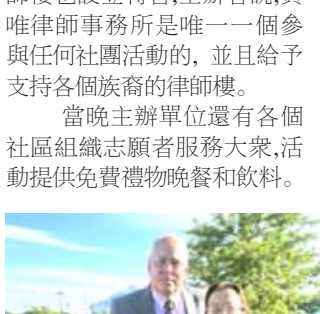 唯律師事務所是唯一一個參
與任何社團活動的, 並且給予
支持各個族裔的律師樓。
當晚主辦單位還有各個
社區組織志願者服務大衆,活
動提供免費禮物晚餐和飲料。